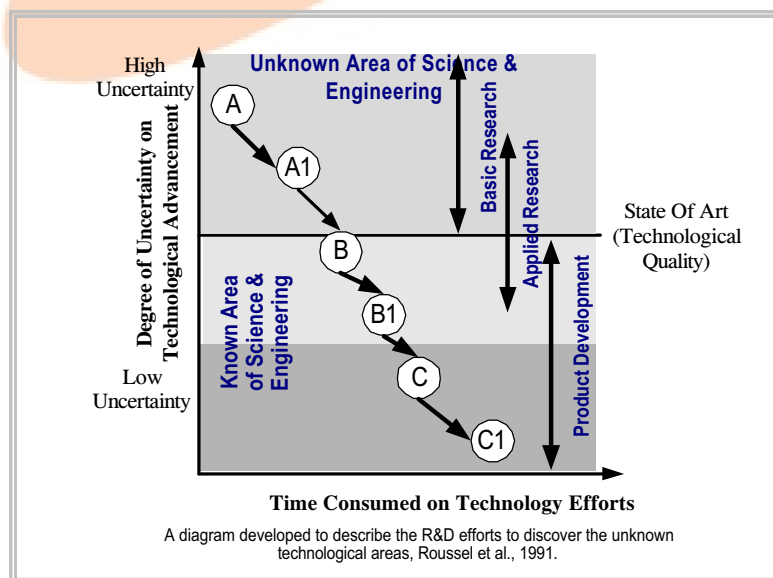 High
Uncertainty
Degree of Uncertainty on
Technological Advancement
Low
Uncertainty
Unknown Area of Science &
Engineering
A
A1
B
B1
C
C1
Known Area
of Science &
Engineering
Basic Research
Applied Research
Product Development
State Of Art
(Technological
Quality)
Time Consumed on Technology Efforts
A diagram developed to describe the R&D efforts to discover the unknown
technological areas, Roussel et al., 1991.